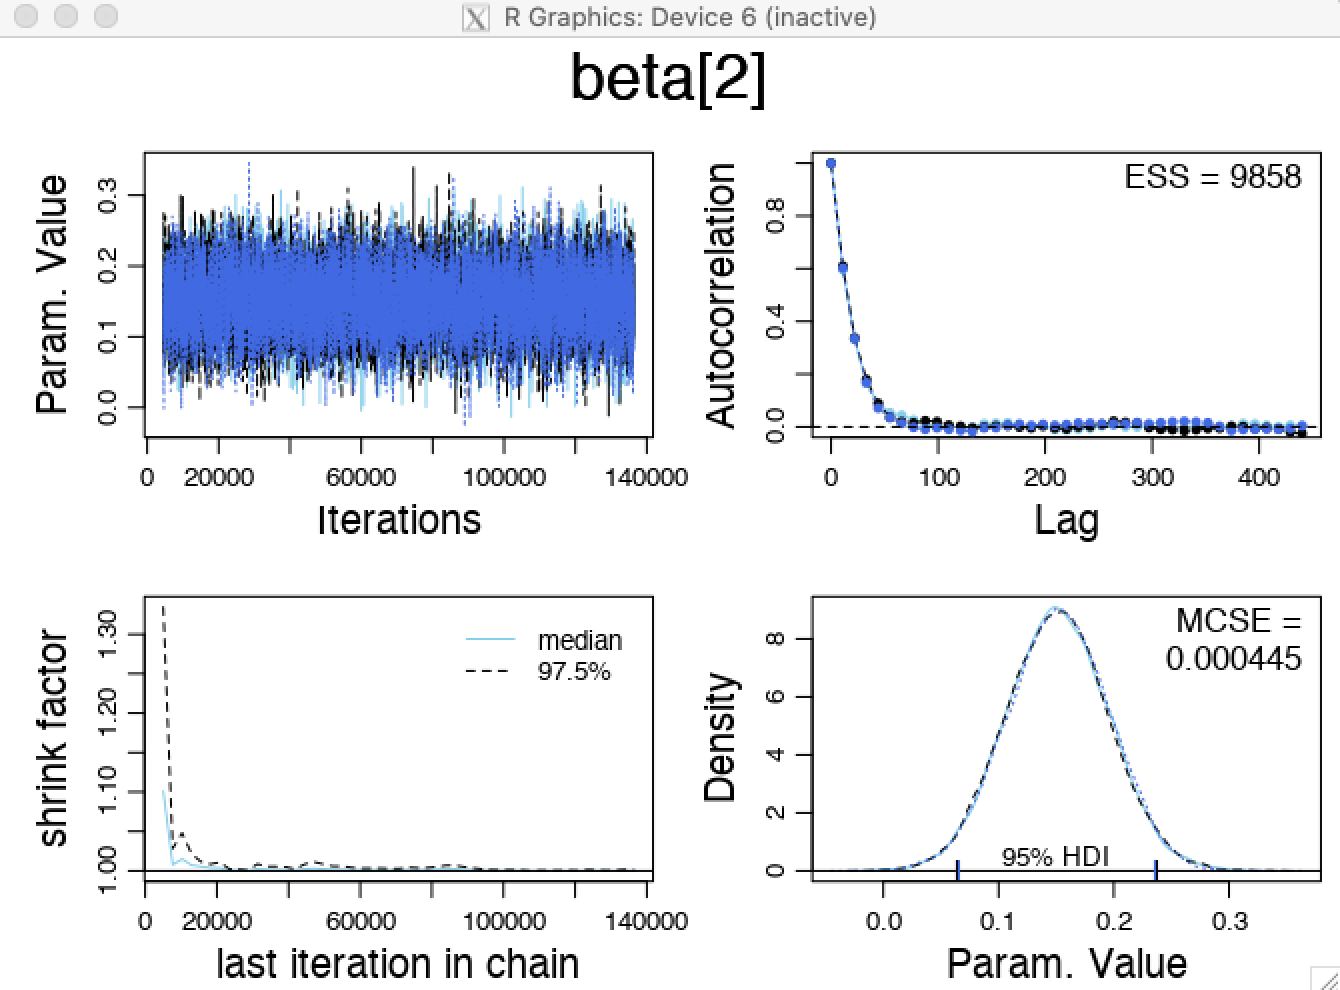 R Graphics: Device 6 (inactive)
beta[2]
Param. Value
0.0 0.1 0.2 0.3
0 20000 60000 100000 140000
Iterations
Autocorrelation
0.0 0.4 0.8
ESS = 9858
0 100 200 300 400
Lag
shrink factor
1.00 1.10 1.20 1.30
median
97.5%
0 20000 60000 100000 140000
last iteration in chain
Density
0 2 4 6 8
MCSE =
0.000445
95% HDI
0.0 0.1 0.2 0.3
Param. Value